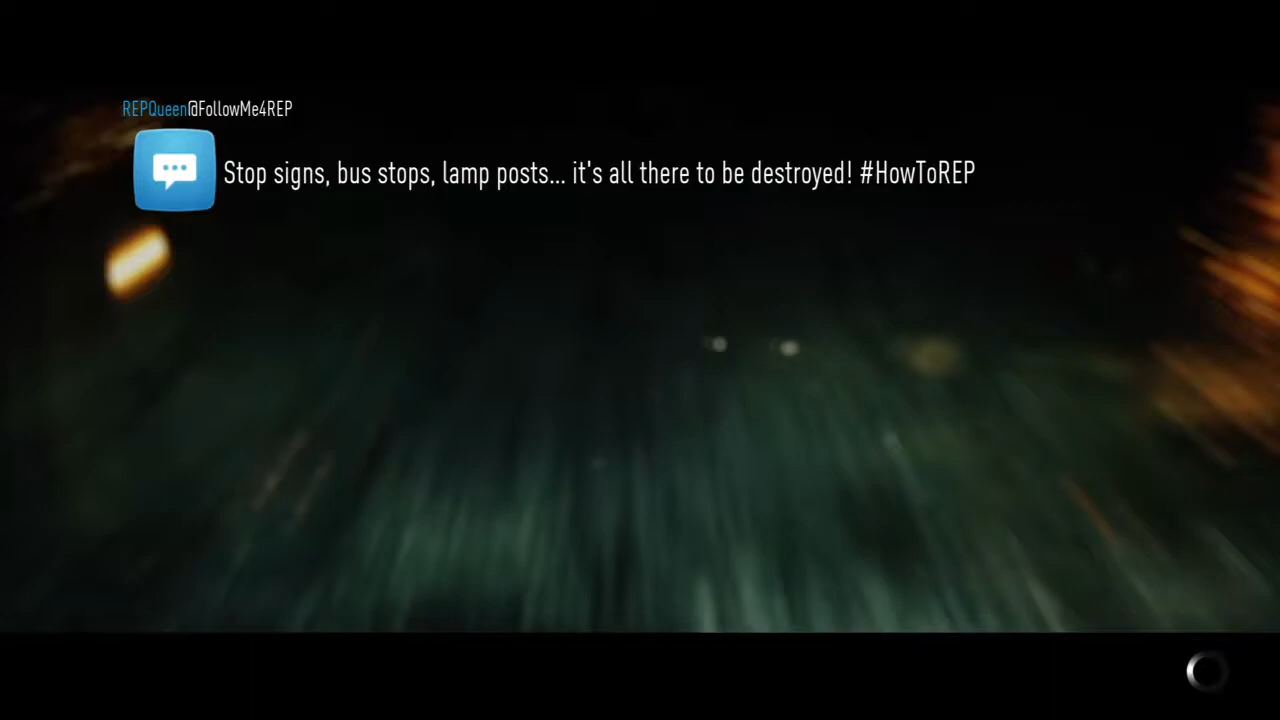 REPQueen@FollowMe4REP
Stop signs, bus stops, lamp posts... it's all there to be destroyed! #HowToREP